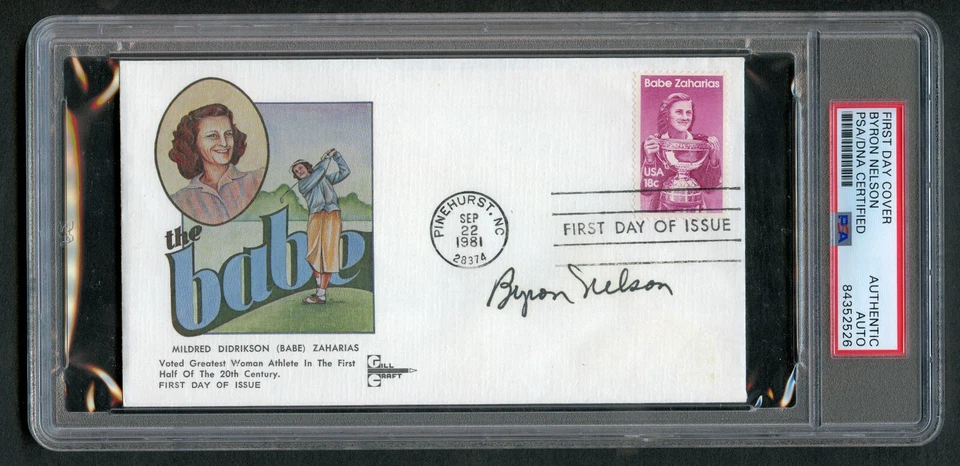 the
babe
MILDRED DIDRIKSON (BABE) ZAHARIAS
Voted Greatest Woman Athlete In The First
Half Of The 20th Century.
FIRST DAY OF ISSUE
GILL
CRAFT
PINEHURST, NC
SEP
22
1981
28374
Babe Zaharias
USA
18c
FIRST DAY OF ISSUE
Byron Nelson
FIRST DAY COVER
BYRON NELSON
PSA/DNA CERTIFIED
PSA
AUTHENTIC
AUTO
84352526